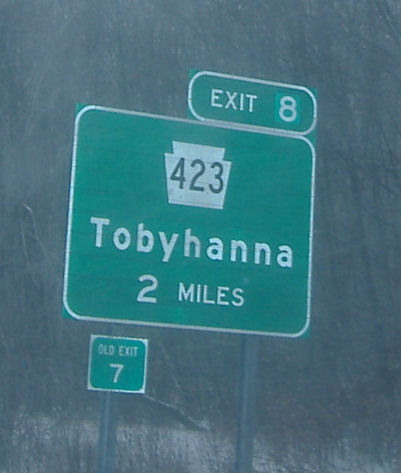 EXIT 8
423
Tobyhanna
2 MILES
OLD EXIT
7